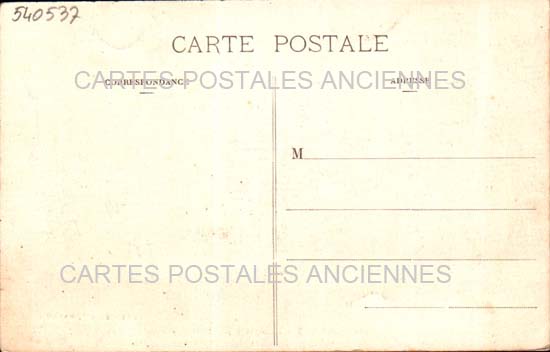 540537
CARTE POSTALE
CARTES POSTALES ANCIENNES
CORRESPONDANCE
ADRESSE
M
CARTES POSTALES ANCIENNES